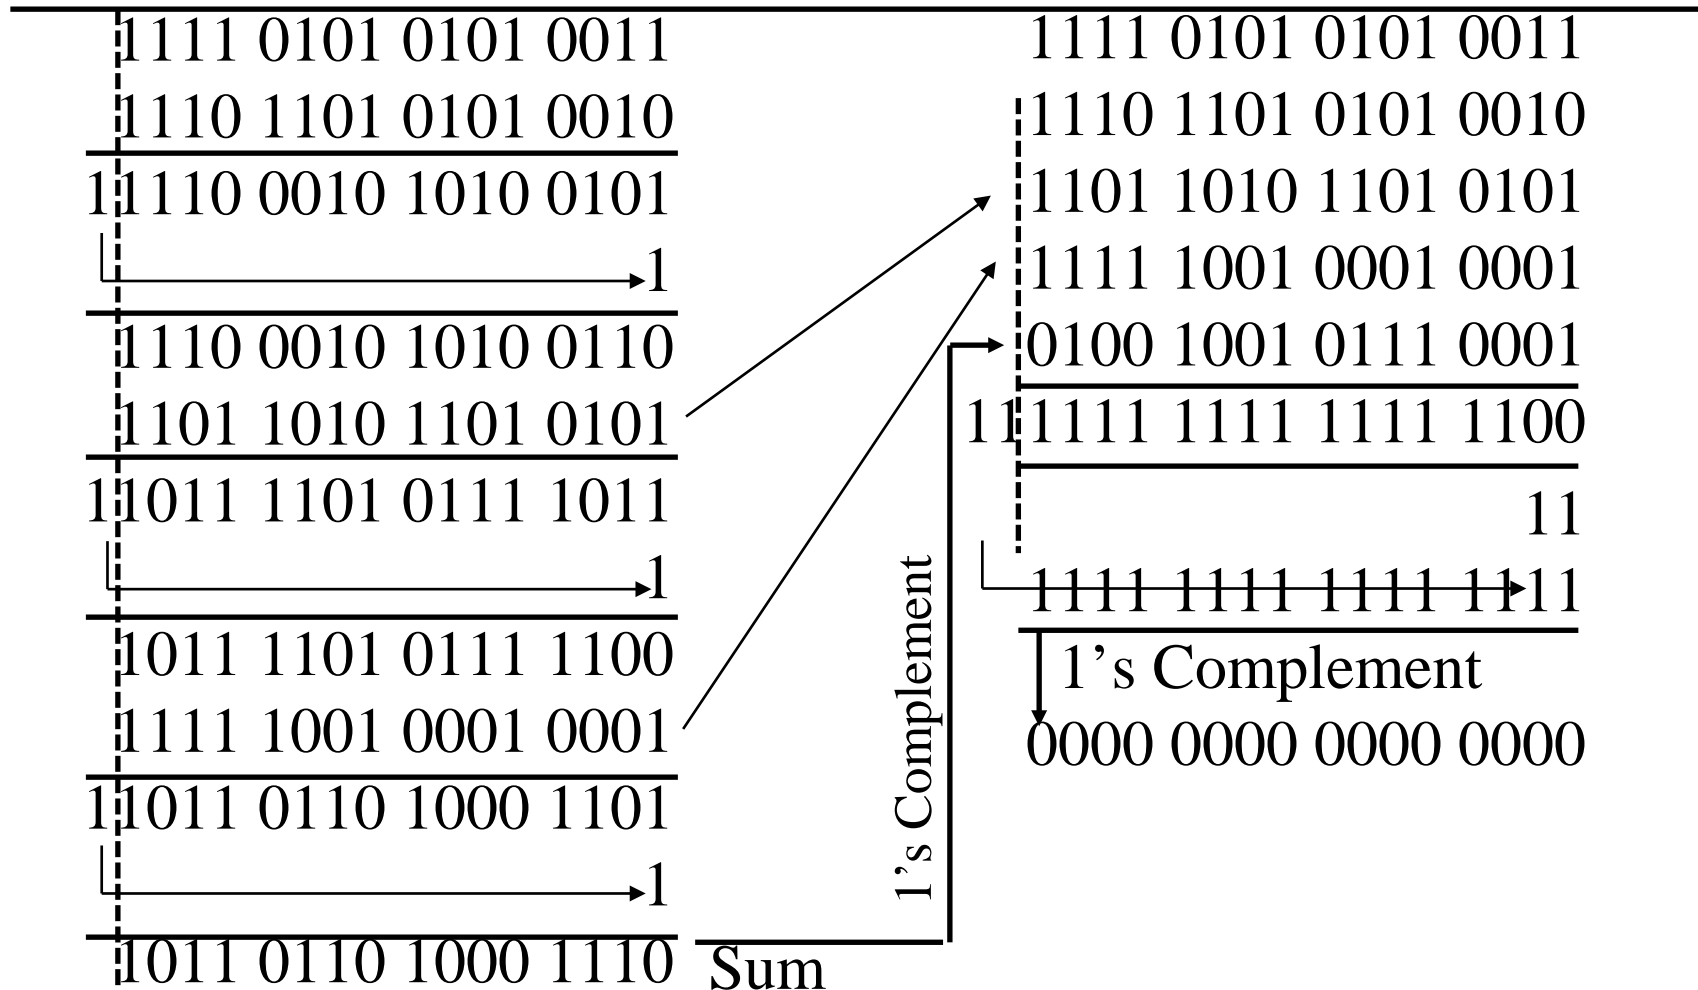 1111 0101 0101 0011
1110 1101 0101 0010
11110 0010 1010 0101
1
1110 0010 1010 0110
1101 1010 1101 0101
11011 1101 0111 1011
1
1011 1101 0111 1100
1111 1001 0001 0001
11011 0110 1000 1101
1
1011 0110 1000 1110
Sum
1's Complement
1111 0101 0101 0011
1110 1101 0101 0010
1101 1010 1101 0101
1111 1001 0001 0001
0100 1001 0111 0001
111111 1111 1111 1100
11
1111 1111 1111 1111
1's Complement
0000 0000 0000 0000